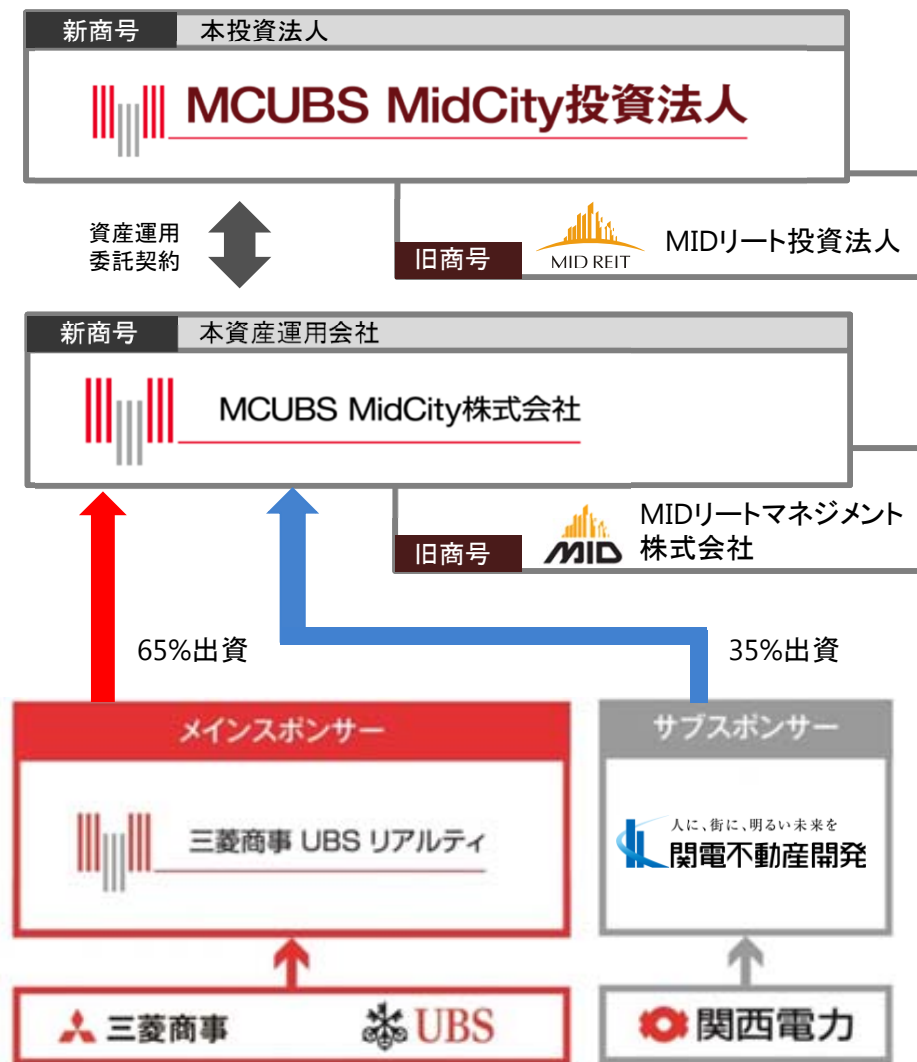 新商号 本投資法人
MCUBS MidCity投資法人
資産運用
委託契約
旧商号 MID REIT MIDリート投資法人
新商号 本資産運用会社
MCUBS MidCity株式会社
旧商号 MID MIDリートマネジメント
株式会社
65%出資 35%出資
メインスポンサー
三菱商事 UBS リアルティ
サブスポンサー
人に、街に、明るい未来を
関電不動産開発
三菱商事 UBS
関西電力